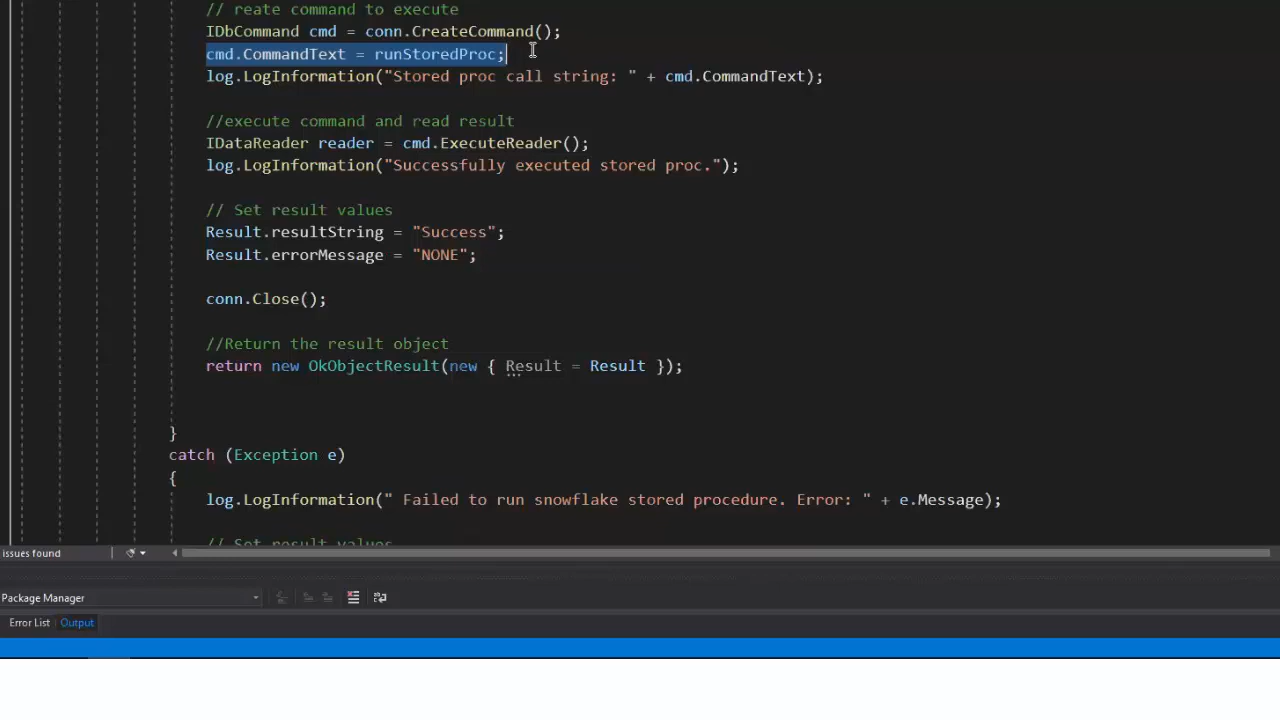 // reate command to execute
IDbCommand cmd = conn.CreateCommand();
cmd.CommandText = runStoredProc;
log.LogInformation("Stored proc call string: " + cmd.CommandText);
//execute command and read result
IDataReader reader = cmd.ExecuteReader();
log.LogInformation("Successfully executed stored proc.");
// Set result values
Result.resultString = "Success";
Result.errorMessage = "NONE";
conn.Close();
//Return the result object
return new OkObjectResult(new { Result = Result });
}
catch (Exception e)
{
log.LogInformation(" Failed to run snowflake stored procedure. Error: " + e.Message);
// Set result values
issues found
Package Manager
Error List Output